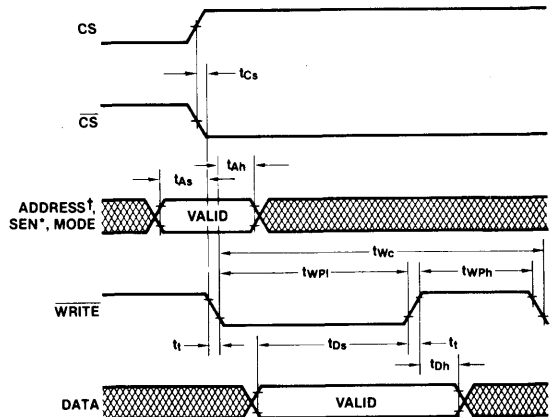 CS
tCs
CS
tAs
tAh
ADDRESS†,
SEN*, MODE
VALID
tWc
tWPl
tWPh
WRITE
tt
tDs
tt
tDh
DATA
VALID